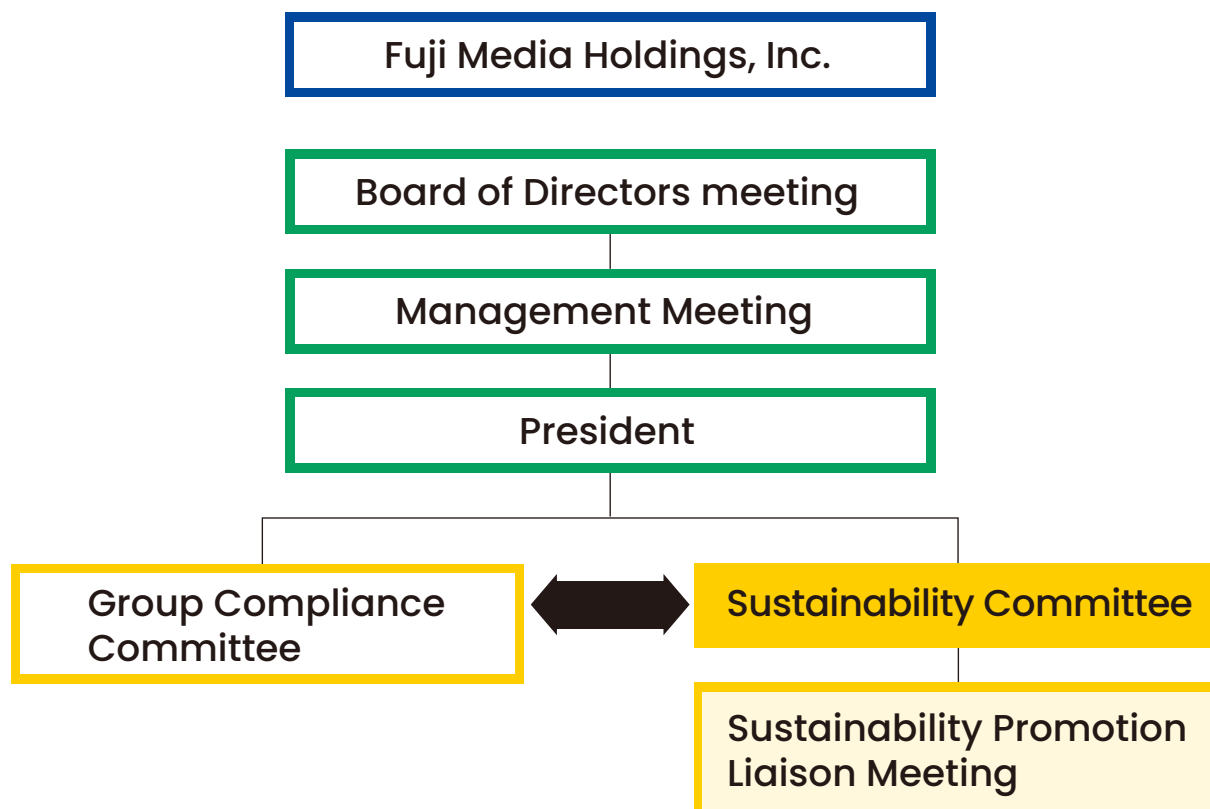 Fuji Media Holdings, Inc.
Board of Directors meeting
Management Meeting
President
Group Compliance
Committee
Sustainability Committee
Sustainability Promotion
Liaison Meeting